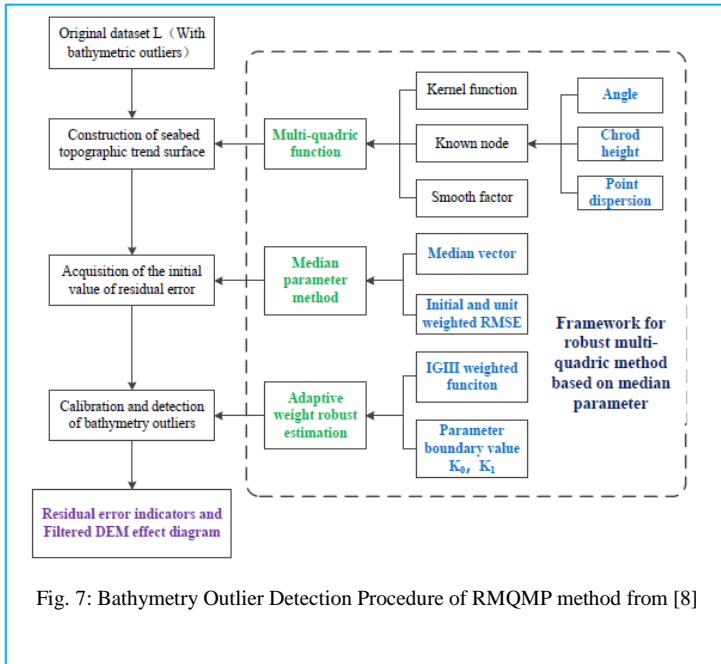 Original dataset L（With
bathymetric outliers）
Construction of seabed
topographic trend surface
Acquisition of the initial
value of residual error
Calibration and detection
of bathymetry outliers
Residual error indicators and
Filtered DEM effect diagram
Multi-quadric
function
Median
parameter
method
Adaptive
weight robust
estimation
Kernel function
Known node
Smooth factor
Median vector
Initial and unit
weighted RMSE
IGIII weighted
funciton
Parameter
boundary value
K₀, K₁
Angle
Chrod
height
Point
dispersion
Framework for
robust multi-
quadric method
based on median
parameter
Fig. 7: Bathymetry Outlier Detection Procedure of RMQMP method from [8]